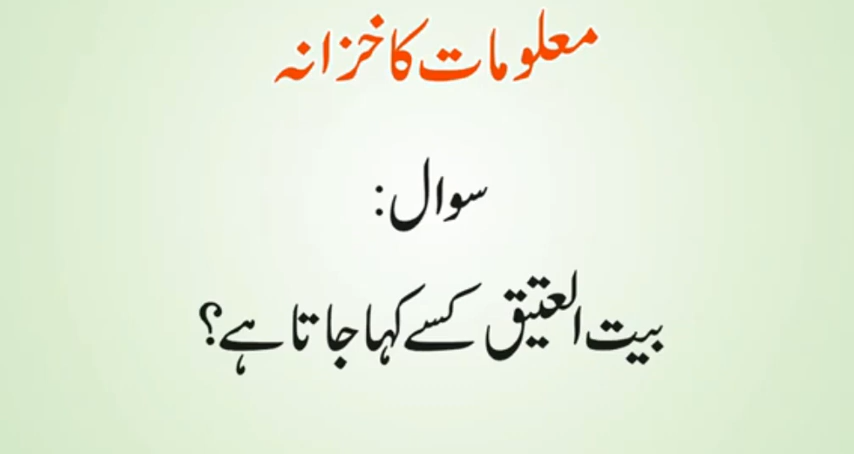 معلومات کا خزانہ
سوال:
بیت العتیق کسے کہا جاتا ہے؟